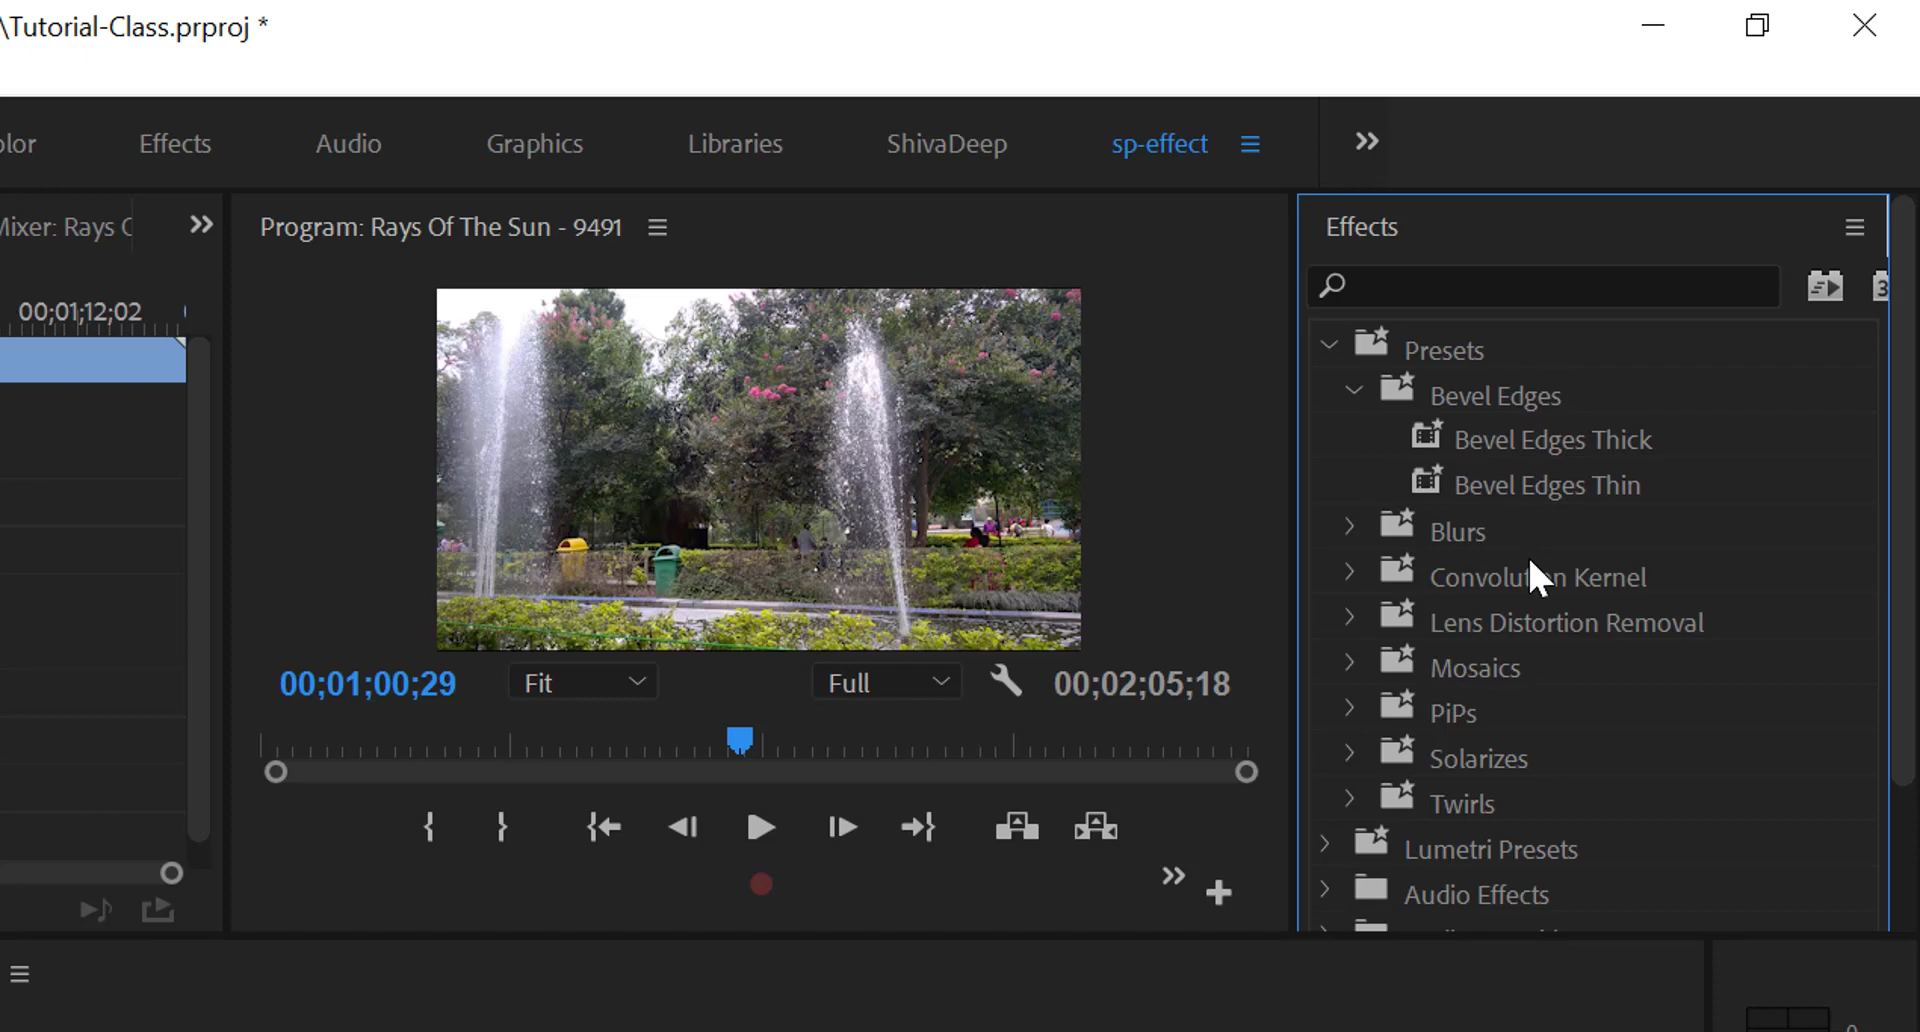 \Tutorial-Class.prproj *
olor Effects Audio Graphics Libraries ShivaDeep sp-effect
Mixer: Rays
Program: Rays Of The Sun - 9491
Effects
00;01;12;02
3
Presets
Bevel Edges
Bevel Edges Thick
Bevel Edges Thin
Blurs
Convolution Kernel
Lens Distortion Removal
Mosaics
PiPs
Solarizes
Twirls
Lumetri Presets
Audio Effects
00;01;00;29 Fit Full 00;02;05;18